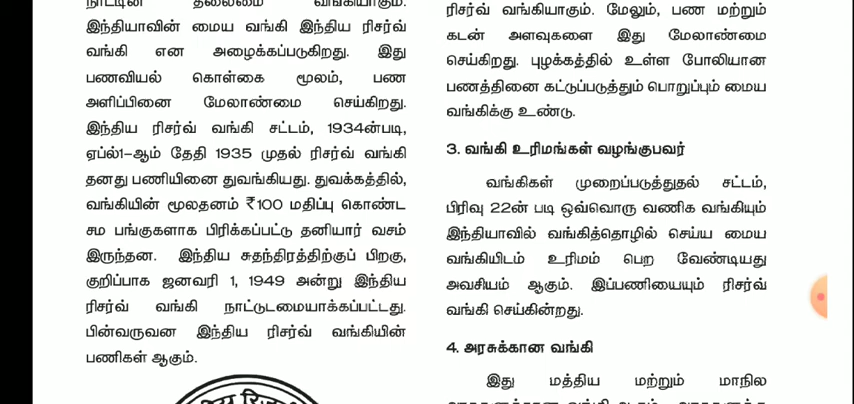 நாட்டின் தலைமை வங்கியாகும்.
இந்தியாவின் மைய வங்கி இந்திய ரிசர்வ்
வங்கி என அழைக்கப்படுகிறது. இது
பணவியல் கொள்கை மூலம், பண
அளிப்பினை மேலாண்மை செய்கிறது.
இந்திய ரிசர்வ் வங்கி சட்டம், 1934ன்படி,
ஏப்ல்1–ஆம் தேதி 1935 முதல் ரிசர்வ் வங்கி
தனது பணியினை துவங்கியது. துவக்கத்தில்,
வங்கியின் மூலதனம் ₹100 மதிப்பு கொண்ட
சம பங்குகளாக பிரிக்கப்பட்டு தனியார் வசம்
இருந்தன. இந்திய சுதந்திரத்திற்குப் பிறகு,
குறிப்பாக ஜனவரி 1, 1949 அன்று இந்திய
ரிசர்வ் வங்கி நாட்டுடமையாக்கப்பட்டது.
பின்வருவன இந்திய ரிசர்வ் வங்கியின்
பணிகள் ஆகும்.
ரிசர்வ் வங்கியாகும். மேலும், பண மற்றும்
கடன் அளவுகளை இது மேலாண்மை
செய்கிறது. புழக்கத்தில் உள்ள போலியான
பணத்தினை கட்டுப்படுத்தும் பொறுப்பும் மைய
வங்கிக்கு உண்டு.
3. வங்கி உரிமங்கள் வழங்குபவர்
வங்கிகள் முறைப்படுத்துதல் சட்டம்,
பிரிவு 22ன் படி ஒவ்வொரு வணிக வங்கியும்
இந்தியாவில் வங்கித்தொழில் செய்ய மைய
வங்கியிடம் உரிமம் பெற வேண்டியது
அவசியம் ஆகும். இப்பணியையும் ரிசர்வ்
வங்கி செய்கின்றது.
4. அரசுக்கான வங்கி
இது மத்திய மற்றும் மாநில